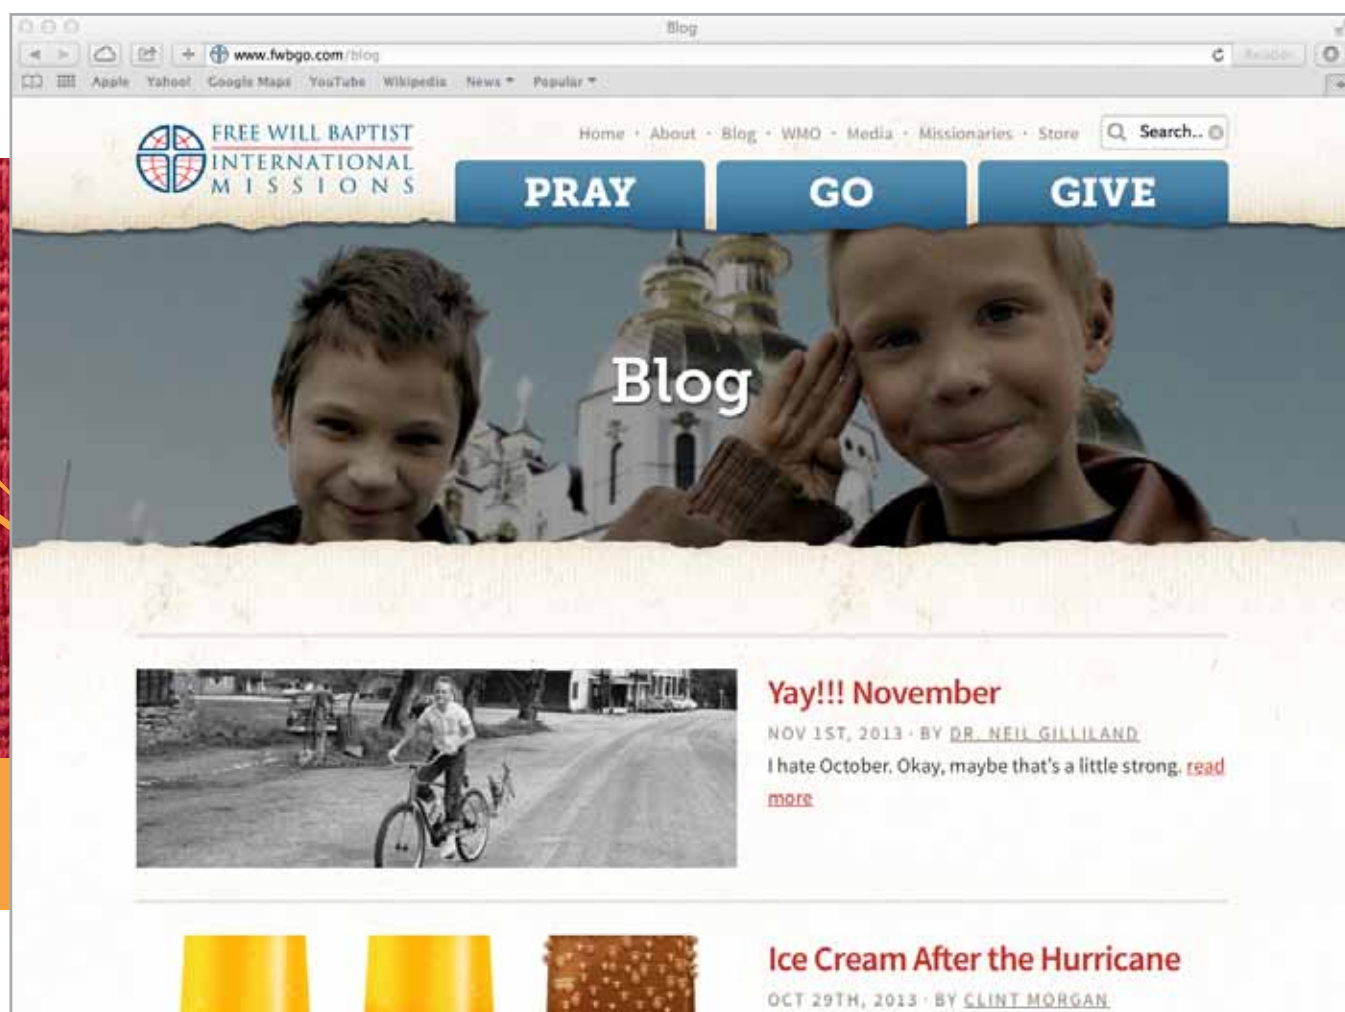 Blog
www.fwbgo.com/blog
Reader
Apple Yahoo! Google Maps YouTube Wikipedia News Popular
FREE WILL BAPTIST
INTERNATIONAL
MISSIONS
Home · About · Blog · WMO · Media · Missionaries · Store
Search..
PRAY GO GIVE
Blog
Yay!!! November
NOV 1ST, 2013 · BY DR. NEIL GILLILAND
I hate October. Okay, maybe that's a little strong. read
more
Ice Cream After the Hurricane
OCT 29TH, 2013 · BY CLINT MORGAN